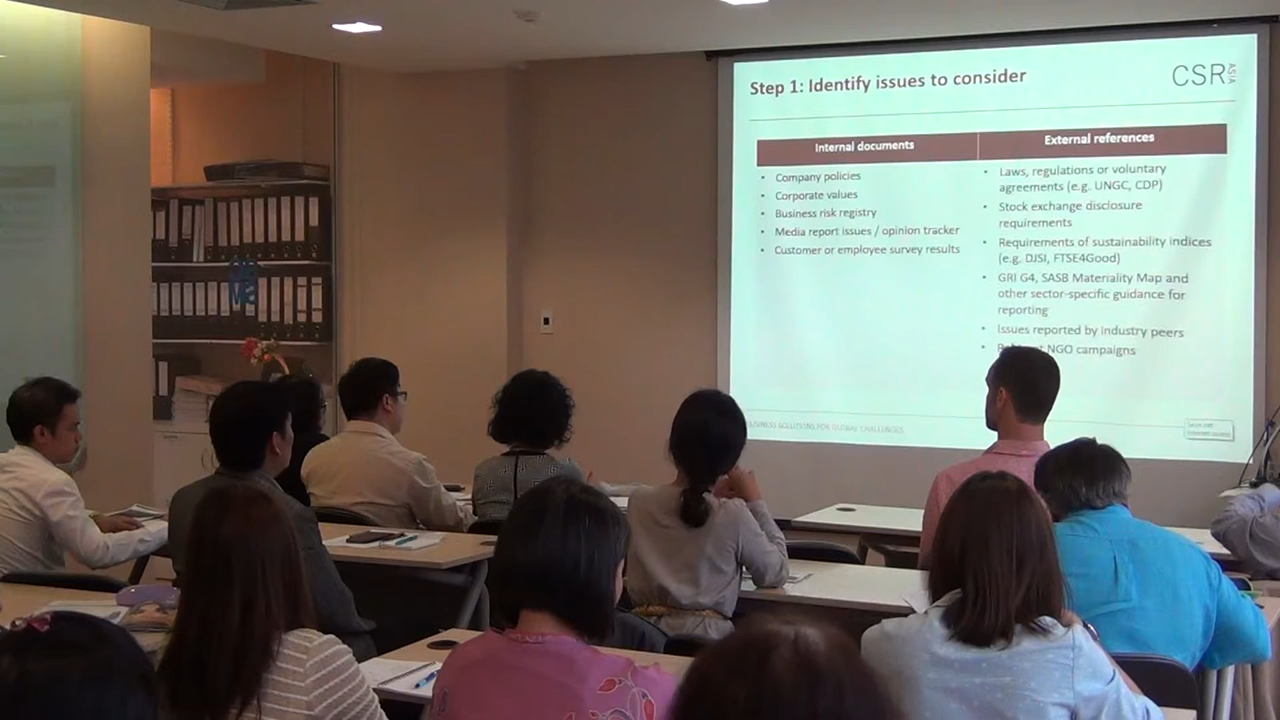 Step 1: Identify issues to consider
CSR ASIA
Internal documents
External references
• Company policies
• Corporate values
• Business risk registry
• Media report issues / opinion tracker
• Customer or employee survey results
• Laws, regulations or voluntary
agreements (e.g. UNGC, CDP)
• Stock exchange disclosure
requirements
• Requirements of sustainability indices
(e.g. DJSI, FTSE4Good)
• GRI G4, SASB Materiality Map and
other sector-specific guidance for
reporting
• Issues reported by industry peers
• NGO campaigns
BUSINESS SOLUTIONS FOR GLOBAL CHALLENGES